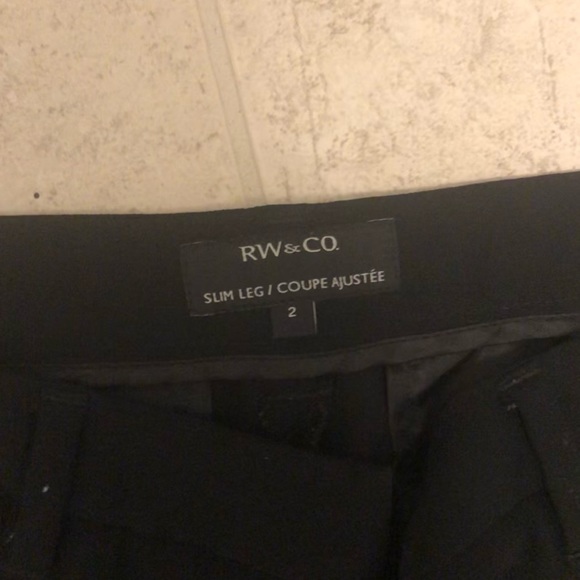 RW&CO.
SLIM LEG / COUPE AJUSTÉE
2